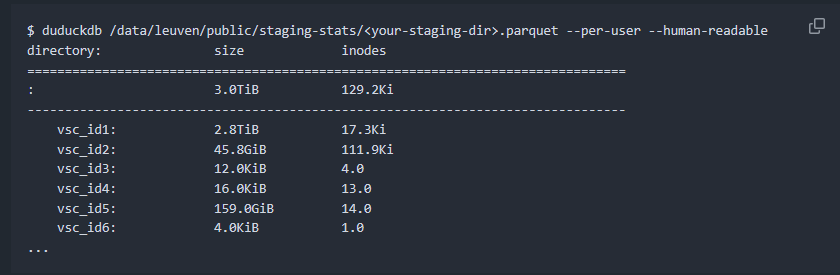 $ duduckdb /data/leuven/public/staging-stats/<your-staging-dir>.parquet --per-user --human-readable
directory: size inodes
================================================================================
: 3.0TiB 129.2Ki
--------------------------------------------------------------------------------
vsc_id1: 2.8TiB 17.3Ki
vsc_id2: 45.8GiB 111.9Ki
vsc_id3: 12.0KiB 4.0
vsc_id4: 16.0KiB 13.0
vsc_id5: 159.0GiB 14.0
vsc_id6: 4.0KiB 1.0
...